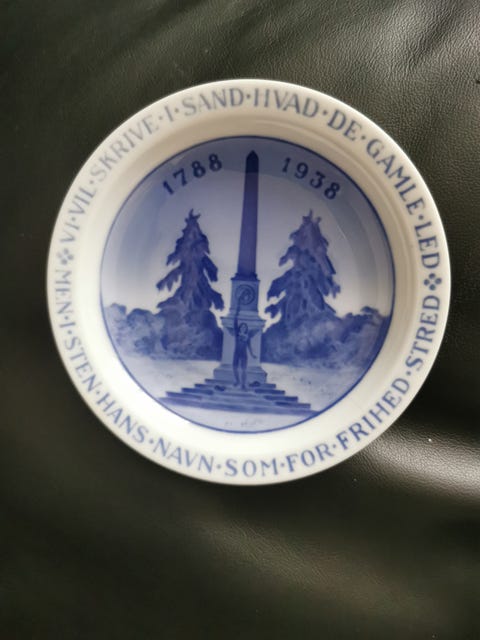 VI·VIL·SKRIVE·I·SAND·HVAD·DE·GAMLE·LED
MEN·I·STEN·HANS·NAVN·SOM·FOR·FRIHED·STRED
1788 1938